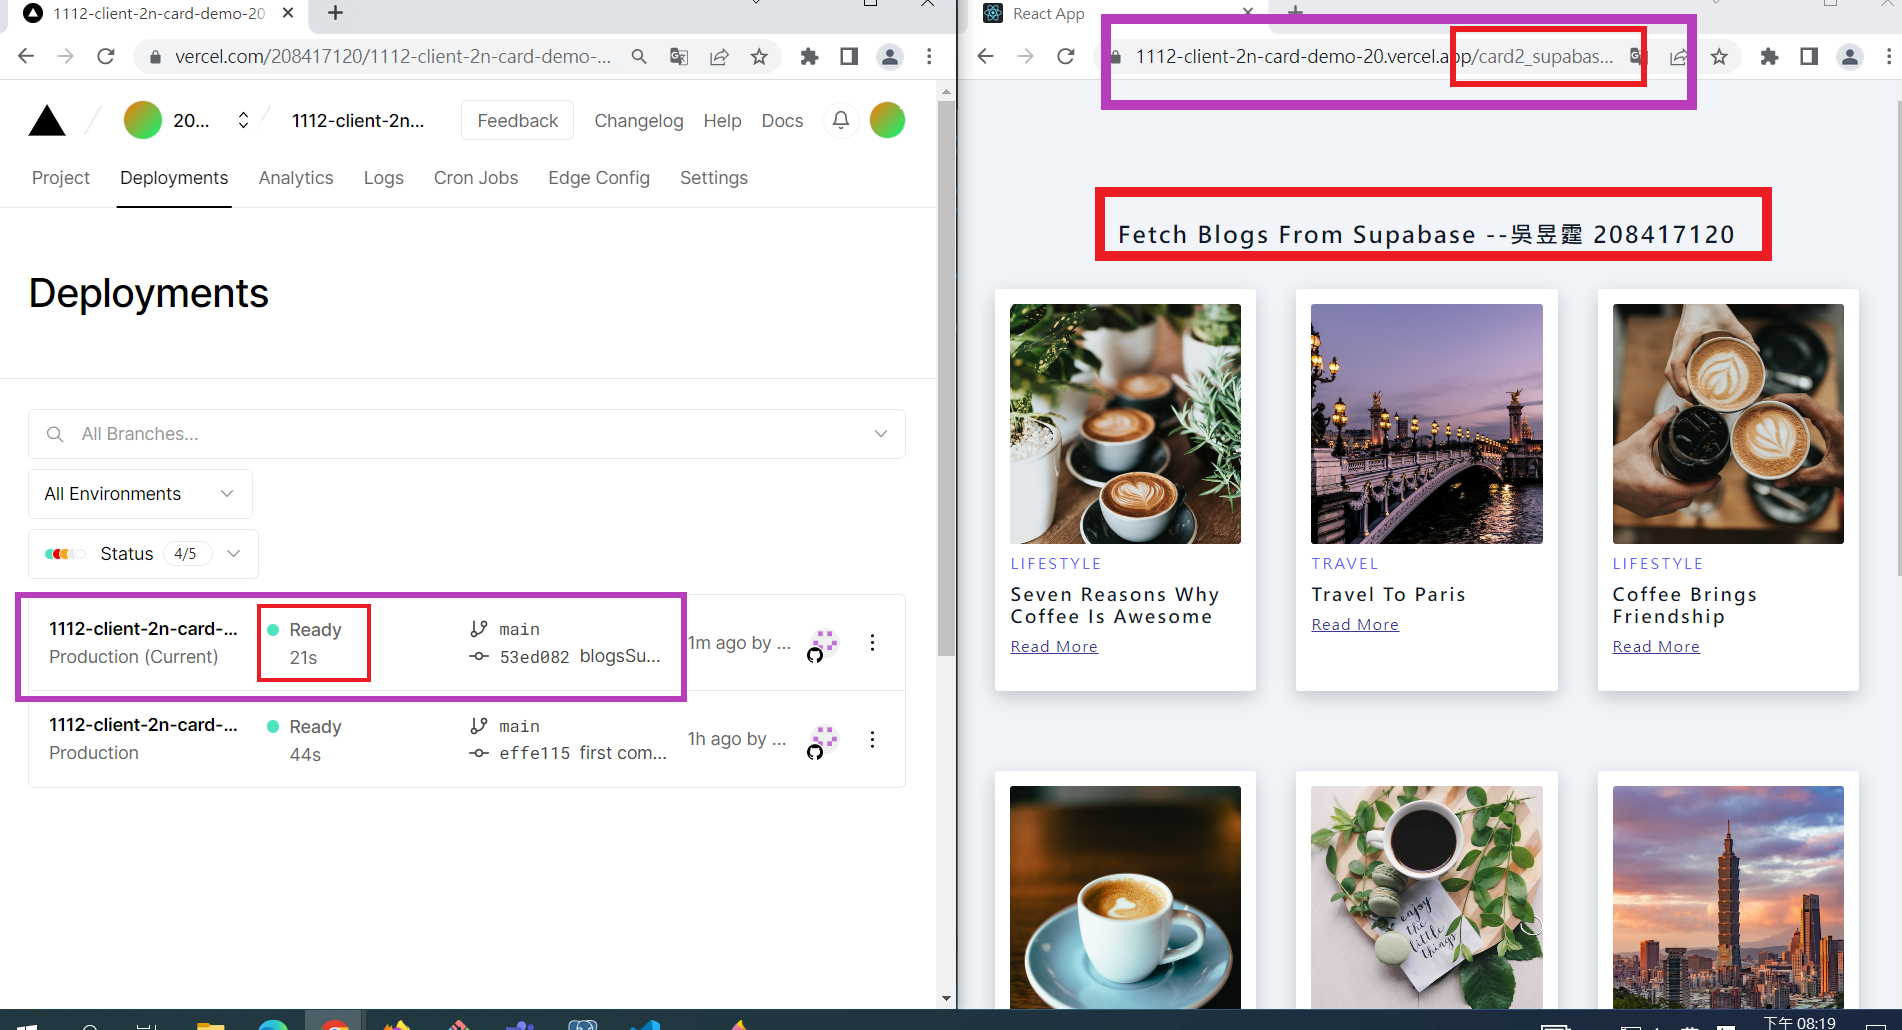 1112-client-2n-card-demo-20
vercel.com/208417120/1112-client-2n-card-demo-...
20...
1112-client-2n...
Feedback
Changelog
Help
Docs
Project
Deployments
Analytics
Logs
Cron Jobs
Edge Config
Settings
Deployments
All Branches...
All Environments
Status
4/5
1112-client-2n-card-...
Production (Current)
Ready
21s
main
53ed082 blogsSu...
1m ago by ...
1112-client-2n-card-...
Production
Ready
44s
main
effe115 first com...
1h ago by ...
React App
1112-client-2n-card-demo-20.vercel.app/card2_supabas...
Fetch Blogs From Supabase --吳昱霆 208417120
LIFESTYLE
Seven Reasons Why
Coffee Is Awesome
Read More
TRAVEL
Travel To Paris
Read More
LIFESTYLE
Coffee Brings
Friendship
Read More
enjoy
the
little
things
下午 08:19